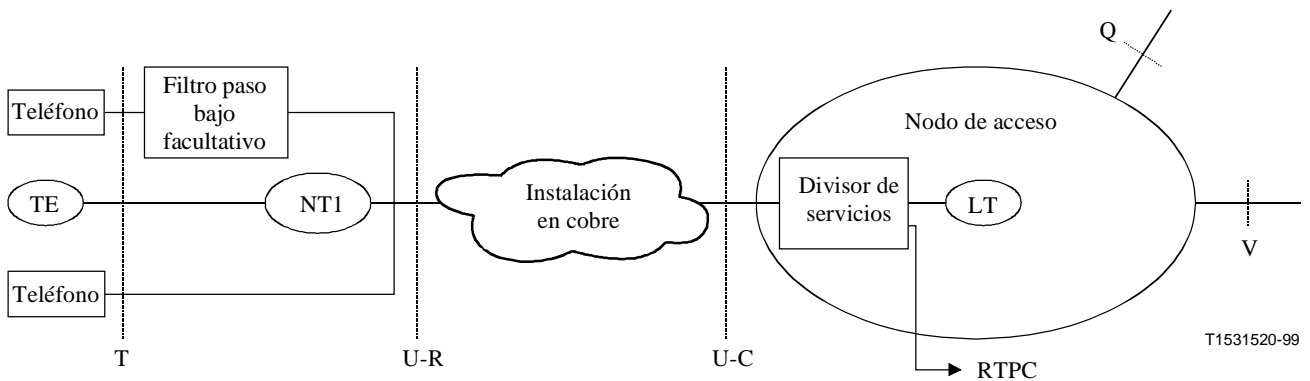 Q
Teléfono
Filtro paso
bajo
facultativo
Nodo de acceso
TE
NT1
Instalación
en cobre
Divisor de
servicios
LT
V
Teléfono
T
U-R
U-C
RTPC
T1531520-99